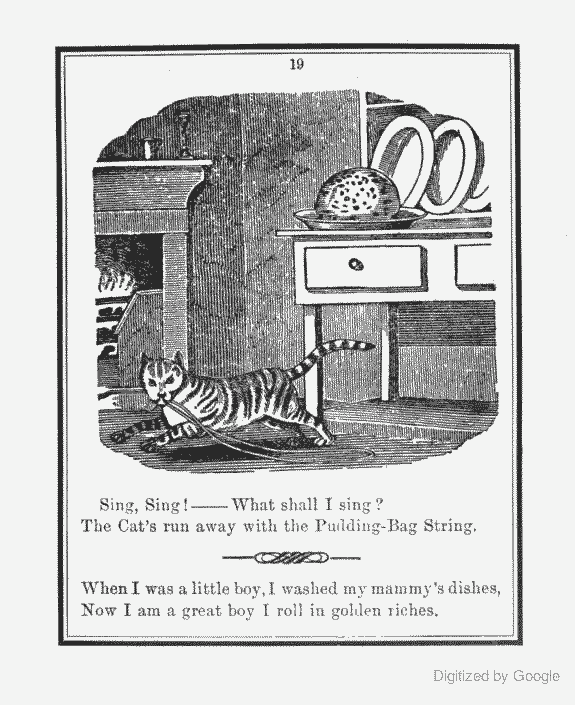 19
Sing, Sing!——What shall I sing?
The Cat's run away with the Pudding-Bag String.
When I was a little boy, I washed my mammy's dishes,
Now I am a great boy I roll in golden riches.
Digitized by Google